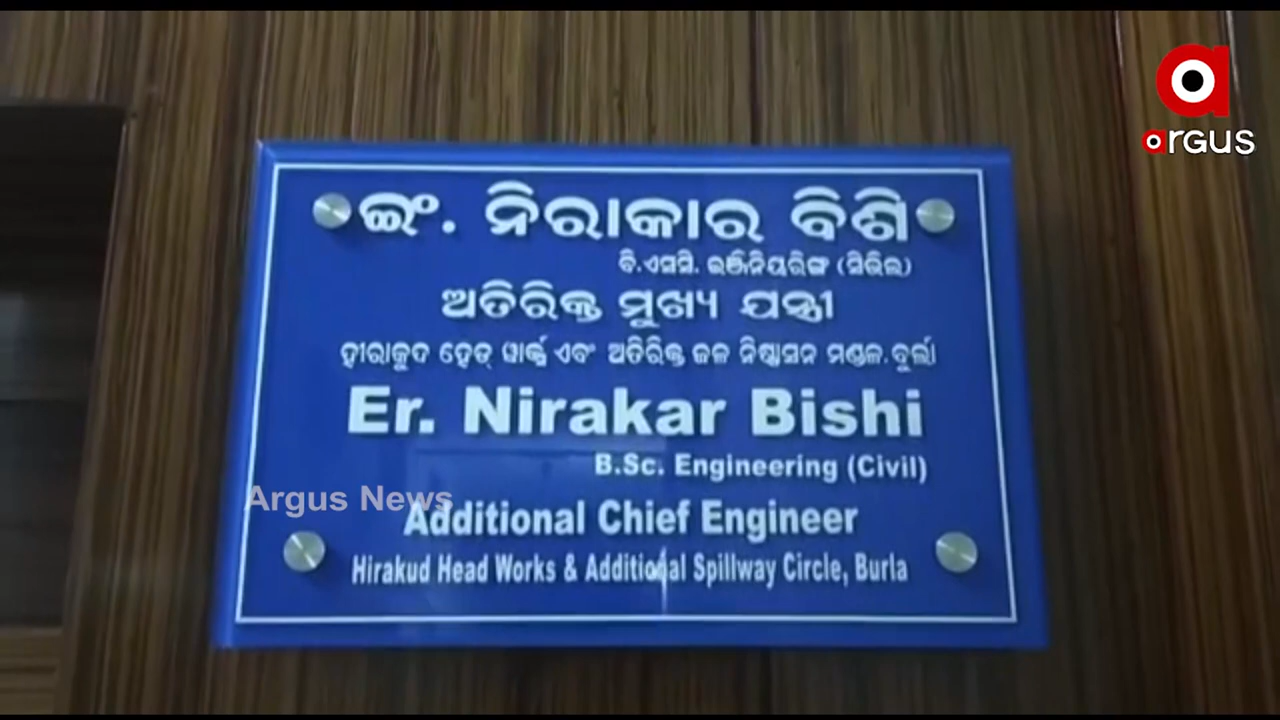 argus
ଇଂ. ନିରାକାର ବିଶି
ବି.ଏସସି. ଇଞ୍ଜିନିୟରିଙ୍ଗ (ସିଭିଲ)
ଅତିରିକ୍ତ ମୁଖ୍ୟ ଯନ୍ତ୍ରୀ
ହୀରାକୁଦ ହେଡ୍ ୱାର୍କ୍ସ ଏବଂ ଅତିରିକ୍ତ ଜଳ ନିଷ୍କାସନ ମଣ୍ଡଳ.ବୁର୍ଲା
Er. Nirakar Bishi
B.Sc. Engineering (Civil)
Argus News
Additional Chief Engineer
Hirakud Head Works & Additional Spillway Circle, Burla